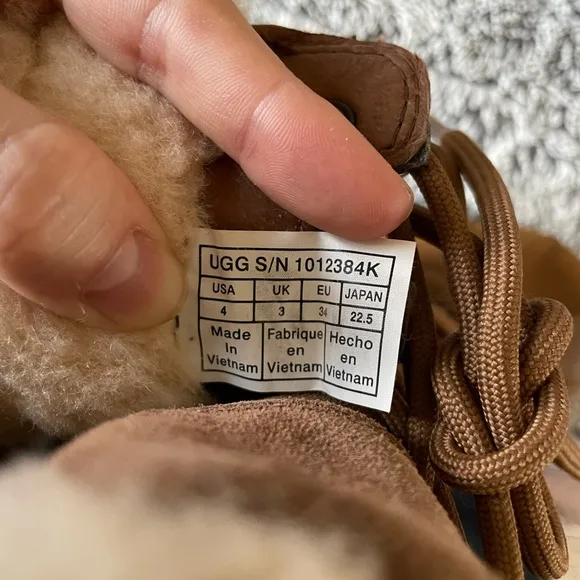 UGG S/N 1012384K
USA UK EU JAPAN
4 3 34 22.5
Made Fabrique Hecho
In en en
Vietnam Vietnam Vietnam